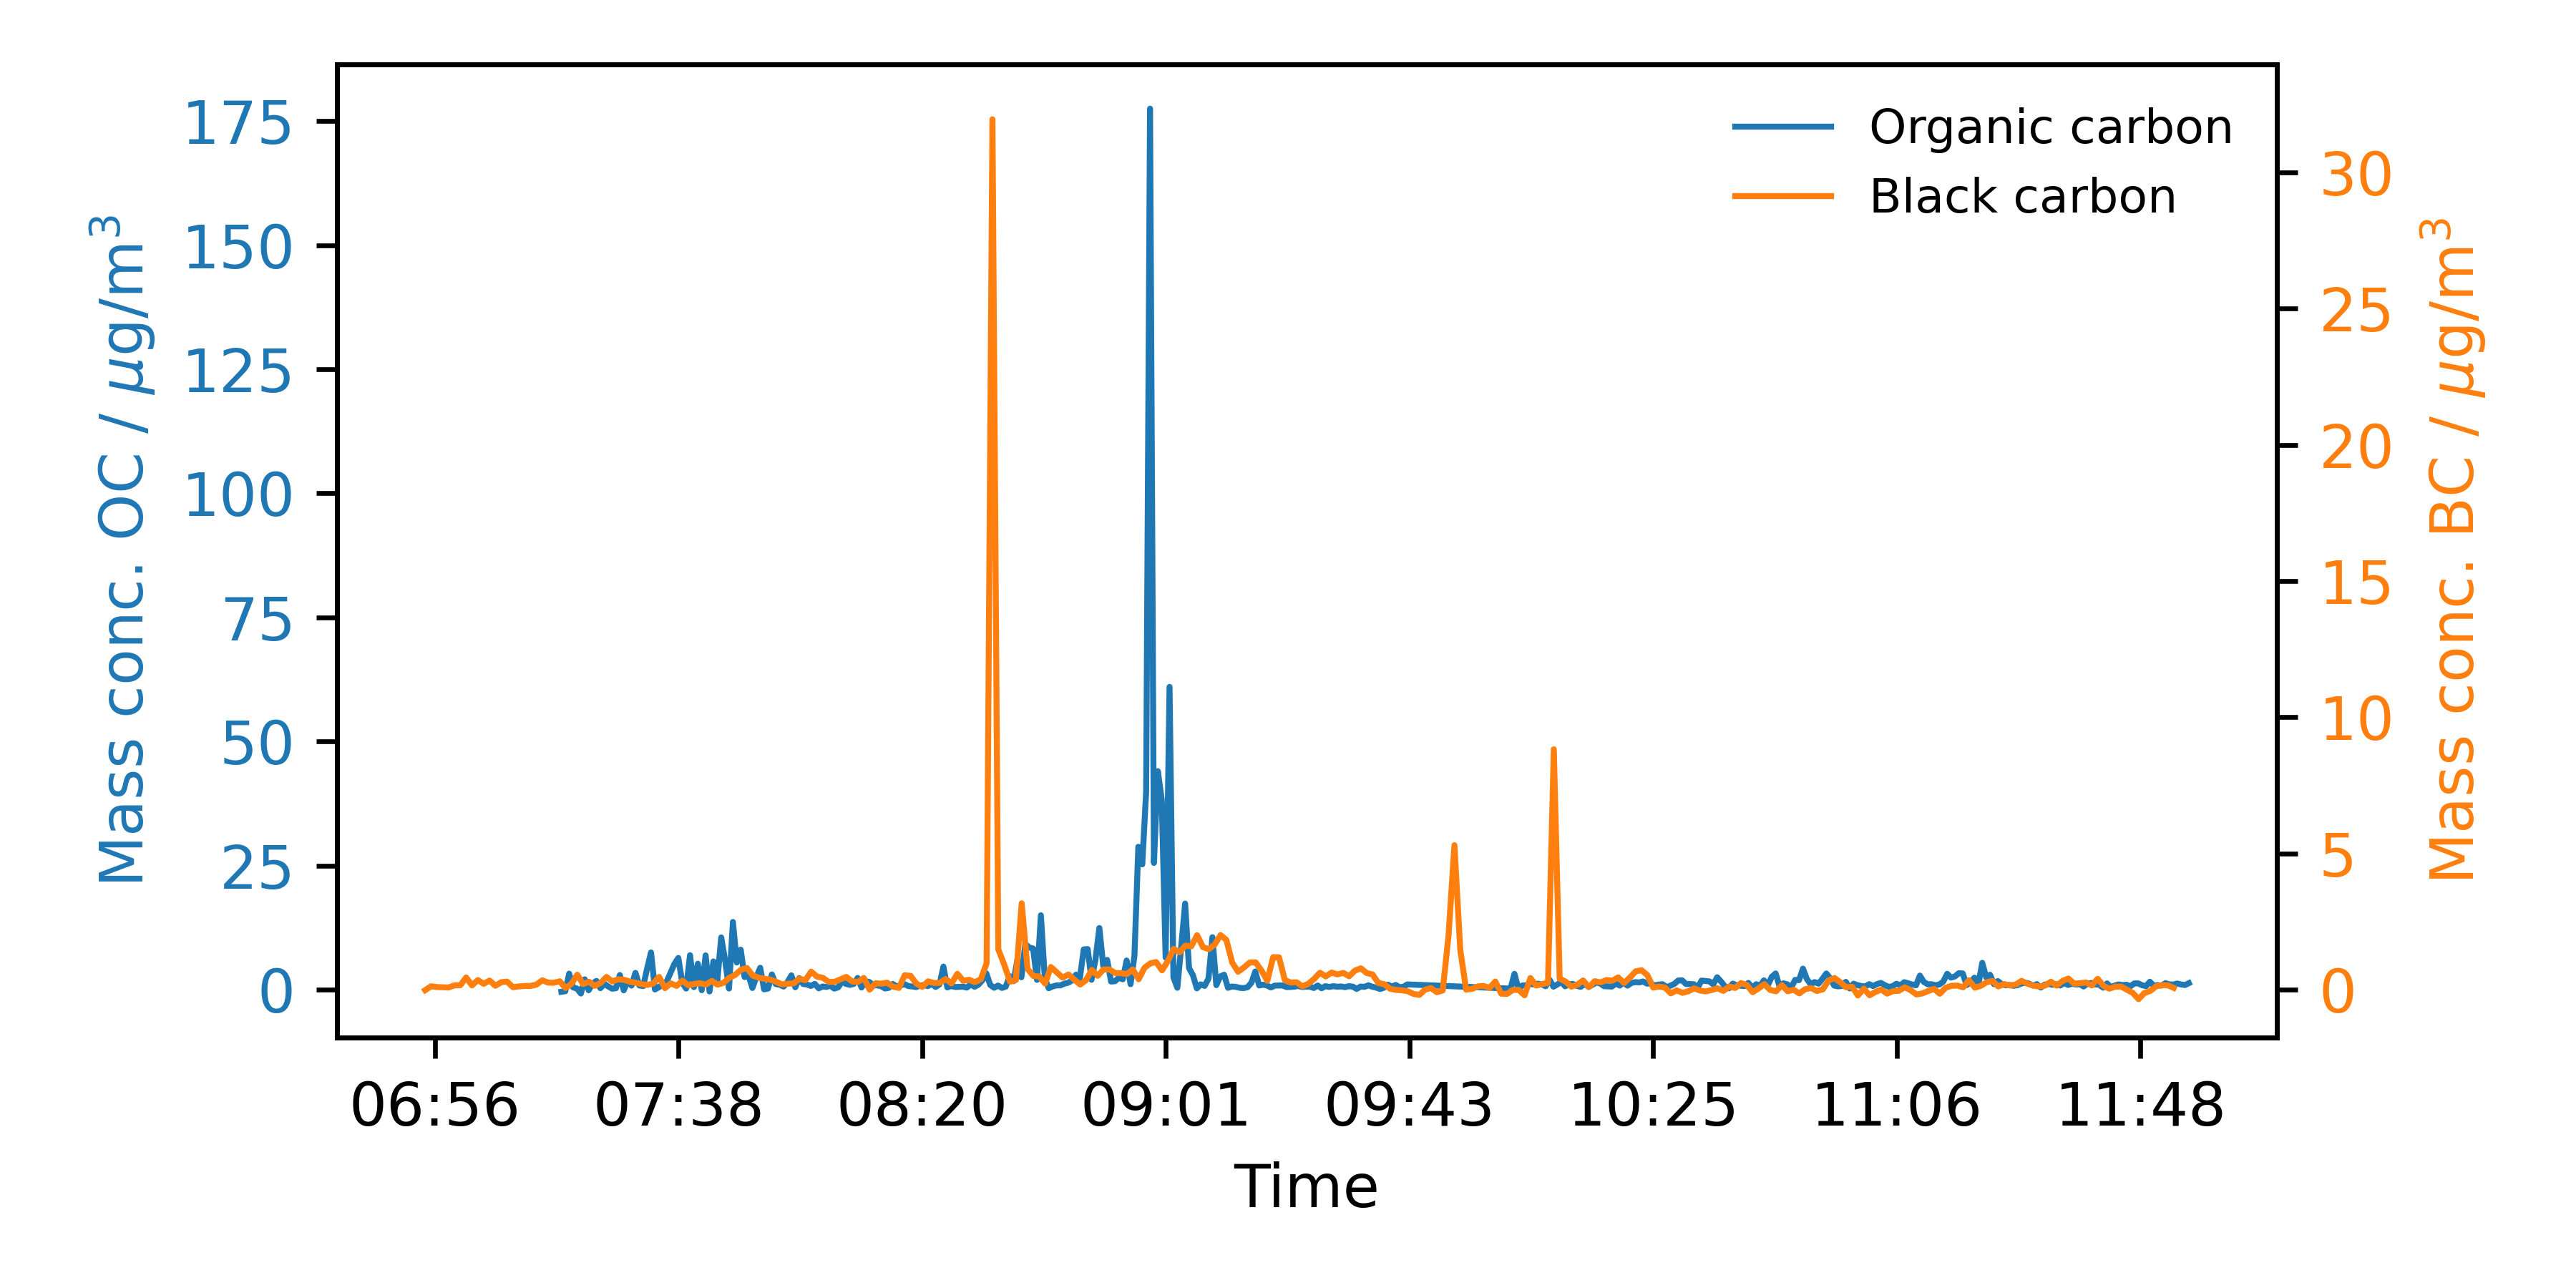 Organic carbon
Black carbon
Mass conc. OC / μg/m³
175
150
125
100
75
50
25
0
30
25
20
15
10
5
0
Mass conc. BC / μg/m³
06:56 07:38 08:20 09:01 09:43 10:25 11:06 11:48
Time